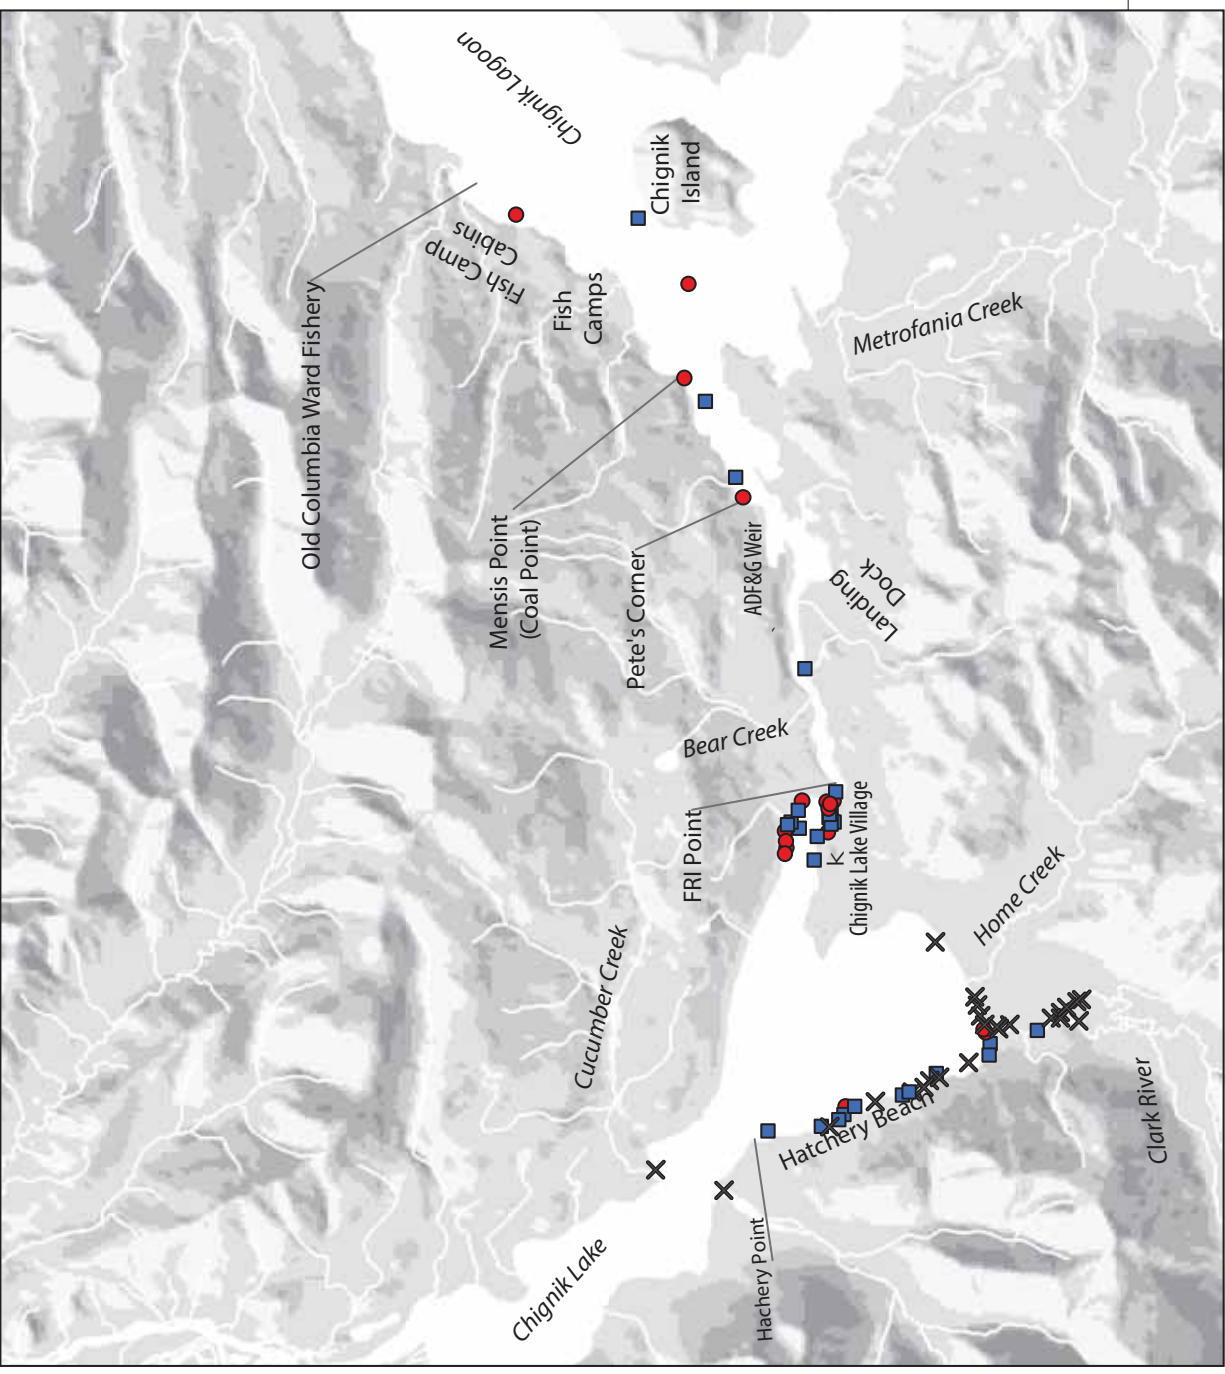 Chignik Lagoon
Chignik
Island
Old Columbia Ward Fishery
Fish Camp
Cabins
Fish
Camps
Metrofania Creek
Mensis Point
(Coal Point)
Pete's Corner
ADF&G Weir
Landing
Dock
Bear Creek
FRI Point
K
Chignik Lake Village
Home Creek
Cucumber Creek
Hatchery Beach
Clark River
Hachery Point
Chignik Lake